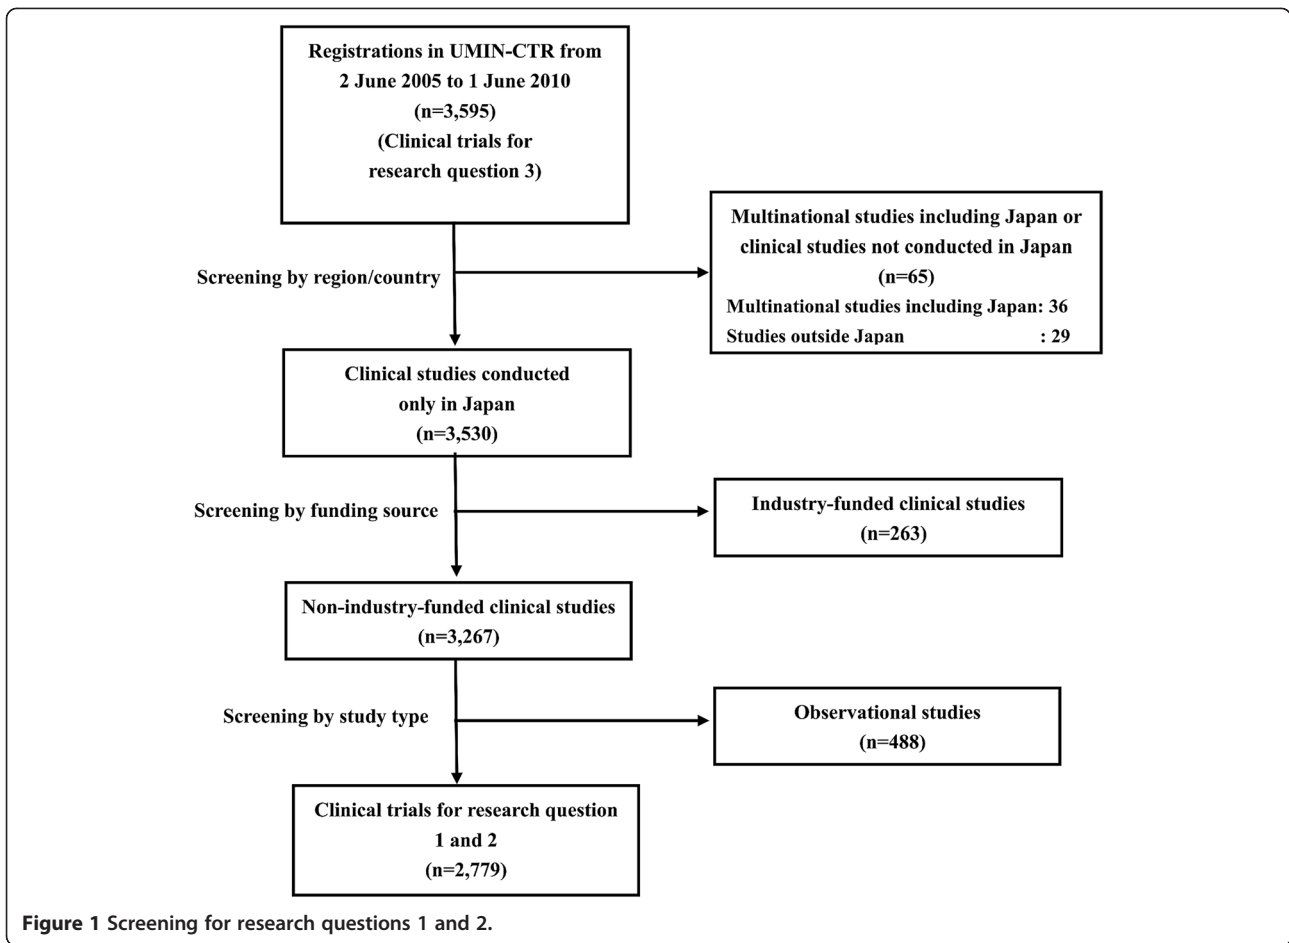 Registrations in UMIN-CTR from
2 June 2005 to 1 June 2010
(n=3,595)
(Clinical trials for
research question 3)
Multinational studies including Japan or
clinical studies not conducted in Japan
(n=65)
Multinational studies including Japan: 36
Studies outside Japan : 29
Screening by region/country
Clinical studies conducted
only in Japan
(n=3,530)
Screening by funding source
Industry-funded clinical studies
(n=263)
Non-industry-funded clinical studies
(n=3,267)
Screening by study type
Observational studies
(n=488)
Clinical trials for research question
1 and 2
(n=2,779)
Figure 1 Screening for research questions 1 and 2.